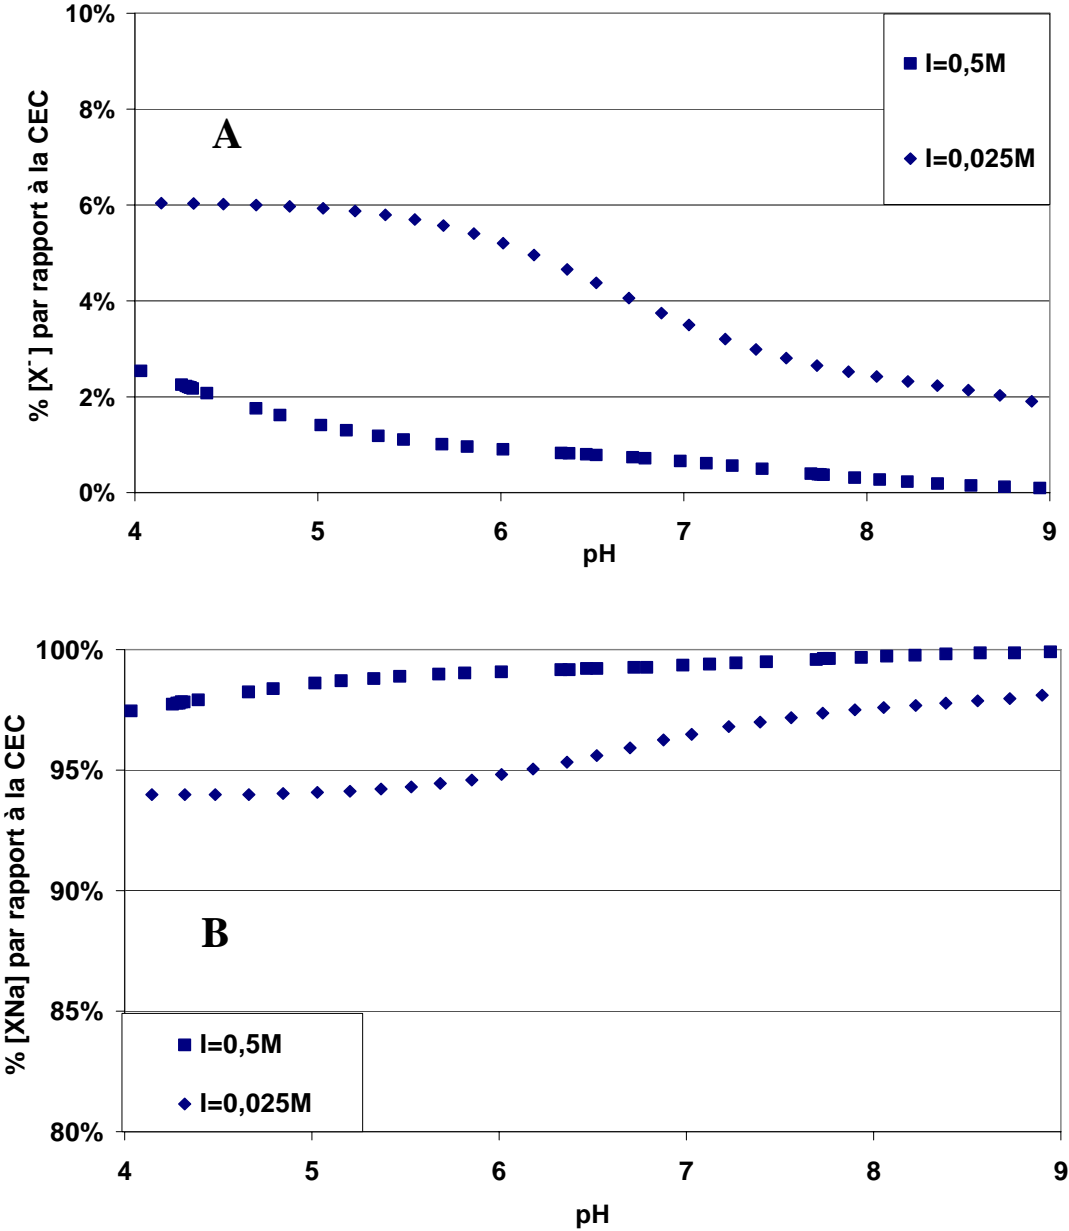 10%
8%
6%
4%
2%
0%
% [X-] par rapport à la CEC
A
I=0,5M
I=0,025M
4 5 6 7 8 9
pH
100%
95%
90%
85%
80%
% [XNa] par rapport à la CEC
B
I=0,5M
I=0,025M
4 5 6 7 8 9
pH